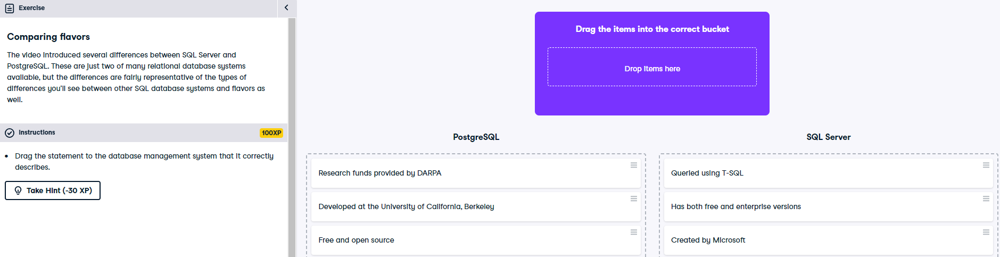 Exercise
Comparing flavors
The video introduced several differences between SQL Server and
PostgreSQL. These are just two of many relational database systems
available, but the differences are fairly representative of the types of
differences you'll see between other SQL database systems and flavors as
well.
Instructions
100XP
Drag the statement to the database management system that it correctly
describes.
Take Hint (-30 XP)
Drag the items into the correct bucket
Drop items here
PostgreSQL
Research funds provided by DARPA
Developed at the University of California, Berkeley
Free and open source
SQL Server
Queried using T-SQL
Has both free and enterprise versions
Created by Microsoft